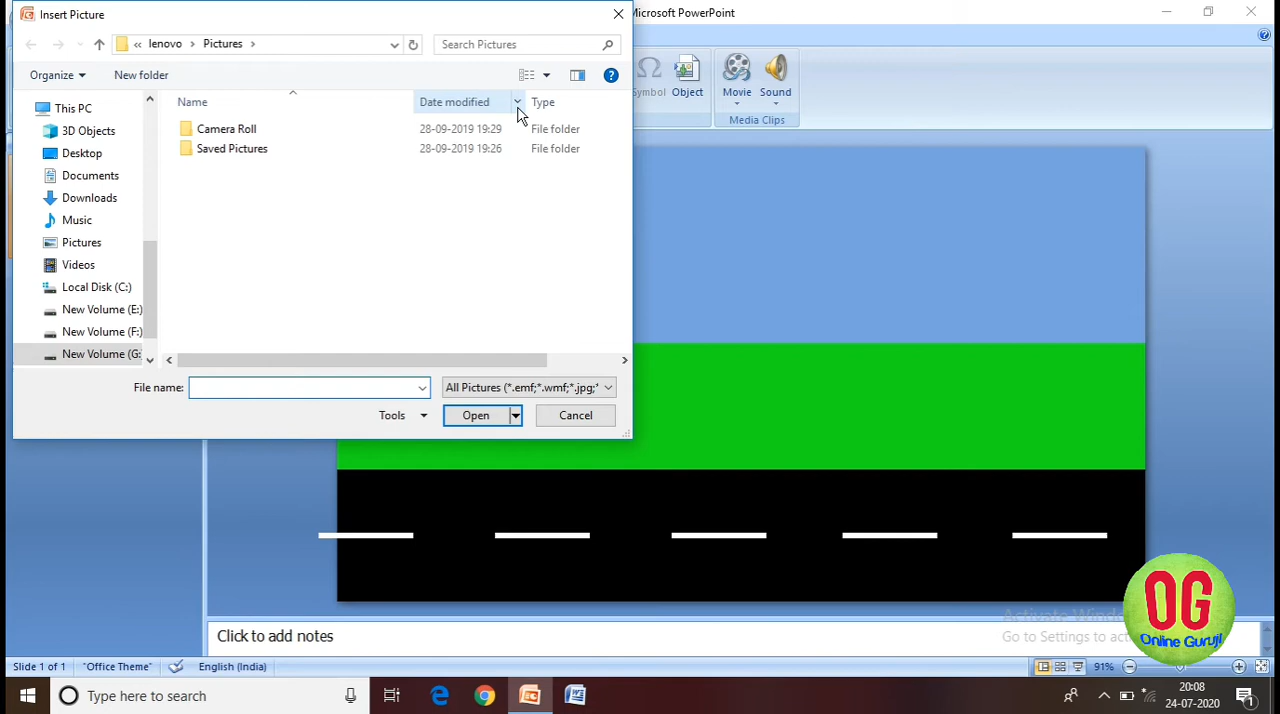 Insert Picture
Microsoft PowerPoint
« lenovo > Pictures >
Search Pictures
Organize
New folder
Symbol
Object
Movie
Sound
Media Clips
Name
Date modified
Type
This PC
3D Objects
Desktop
Documents
Downloads
Music
Pictures
Videos
Local Disk (C:)
New Volume (E:)
New Volume (F:)
New Volume (G:
Camera Roll
28-09-2019 19:29
File folder
Saved Pictures
28-09-2019 19:26
File folder
File name:
All Pictures (*.emf;*.wmf;*.jpg;*
Tools
Open
Cancel
OG
Online Guruji
Activate Windo
Go to Settings to act
Click to add notes
Slide 1 of 1
"Office Theme"
English (India)
91%
Type here to search
20:08
24-07-2020
1